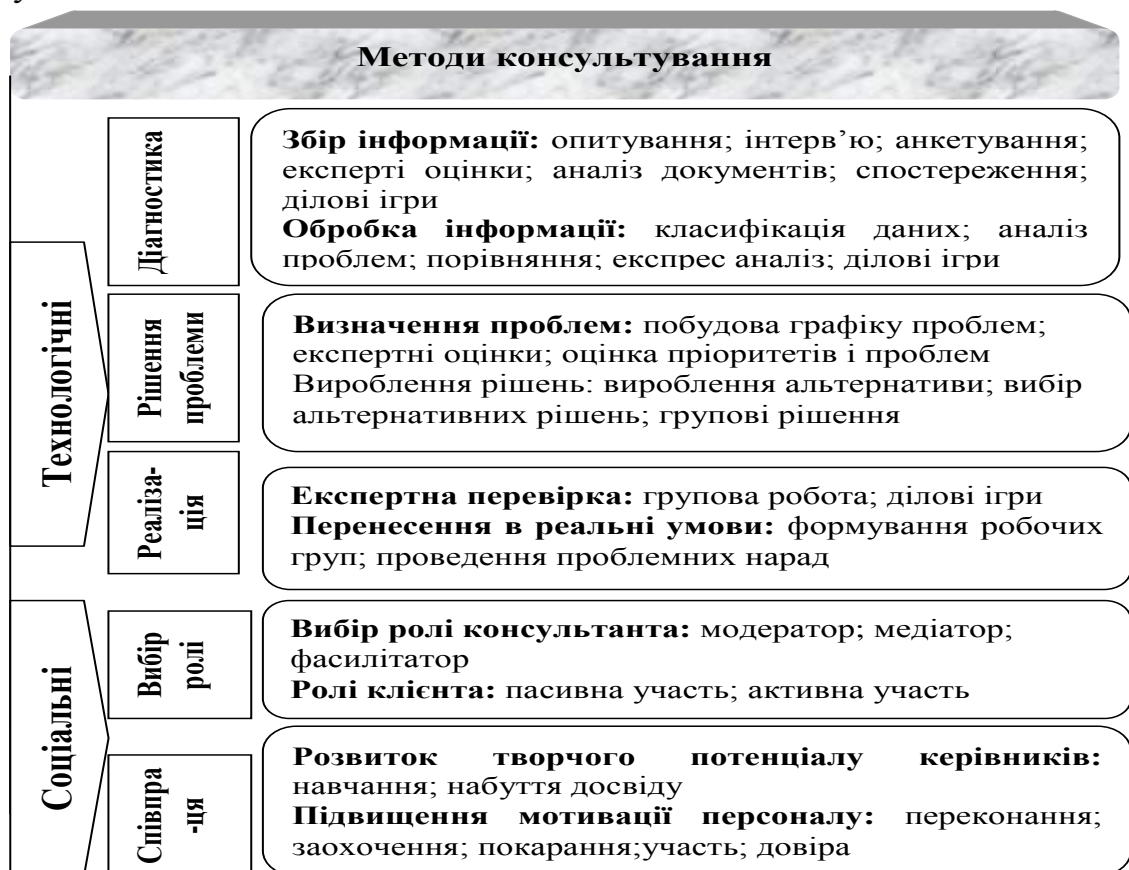 у
Методи консультування
Технологічні
Діагностика
Збір інформації: опитування; інтерв’ю; анкетування;
експерті оцінки; аналіз документів; спостереження;
ділові ігри
Обробка інформації: класифікація даних; аналіз
проблем; порівняння; експрес аналіз; ділові ігри
Рішення
проблеми
Визначення проблем: побудова графіку проблем;
експертні оцінки; оцінка пріоритетів і проблем
Вироблення рішень: вироблення альтернативи; вибір
альтернативних рішень; групові рішення
Реаліза-
ція
Експертна перевірка: групова робота; ділові ігри
Перенесення в реальні умови: формування робочих
груп; проведення проблемних нарад
Соціальні
Вибір
ролі
Вибір ролі консультанта: модератор; медіатор;
фасилітатор
Ролі клієнта: пасивна участь; активна участь
Співпра
-ця
Розвиток творчого потенціалу керівників:
навчання; набуття досвіду
Підвищення мотивації персоналу: переконання;
заохочення; покарання;участь; довіра